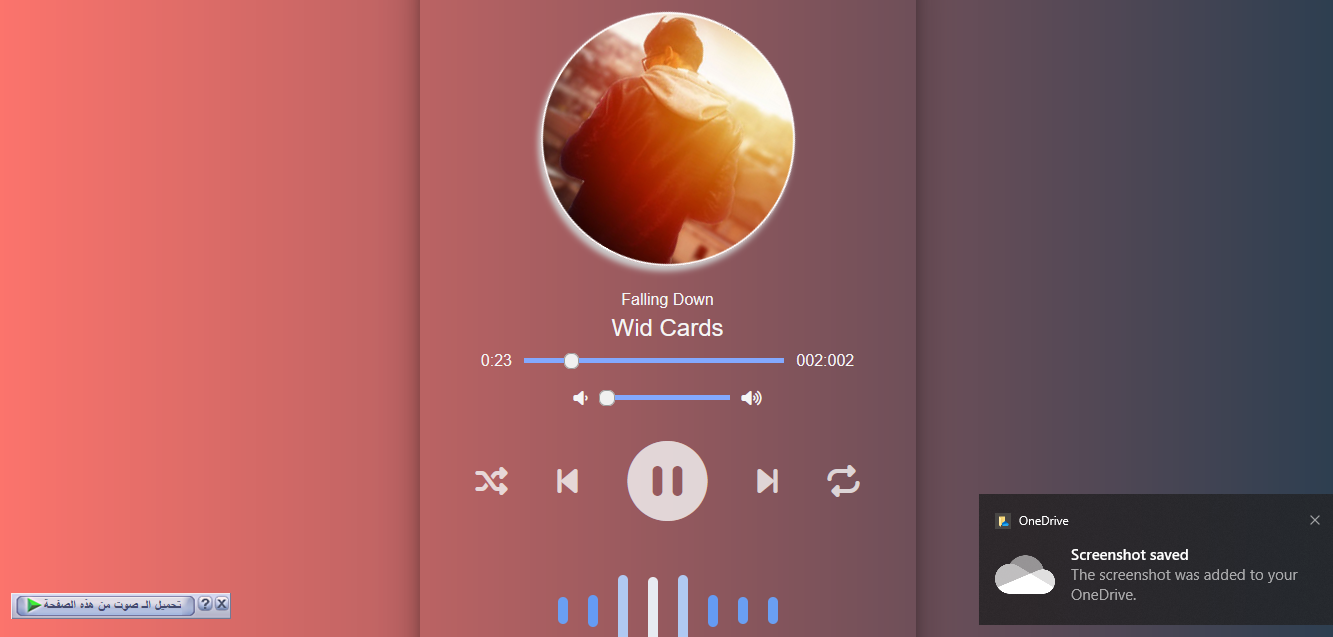 Falling Down
Wid Cards
0:23
002:002
OneDrive
Screenshot saved
The screenshot was added to your
OneDrive.
تحميل الـ صوت من هذه الصفحة
?
X